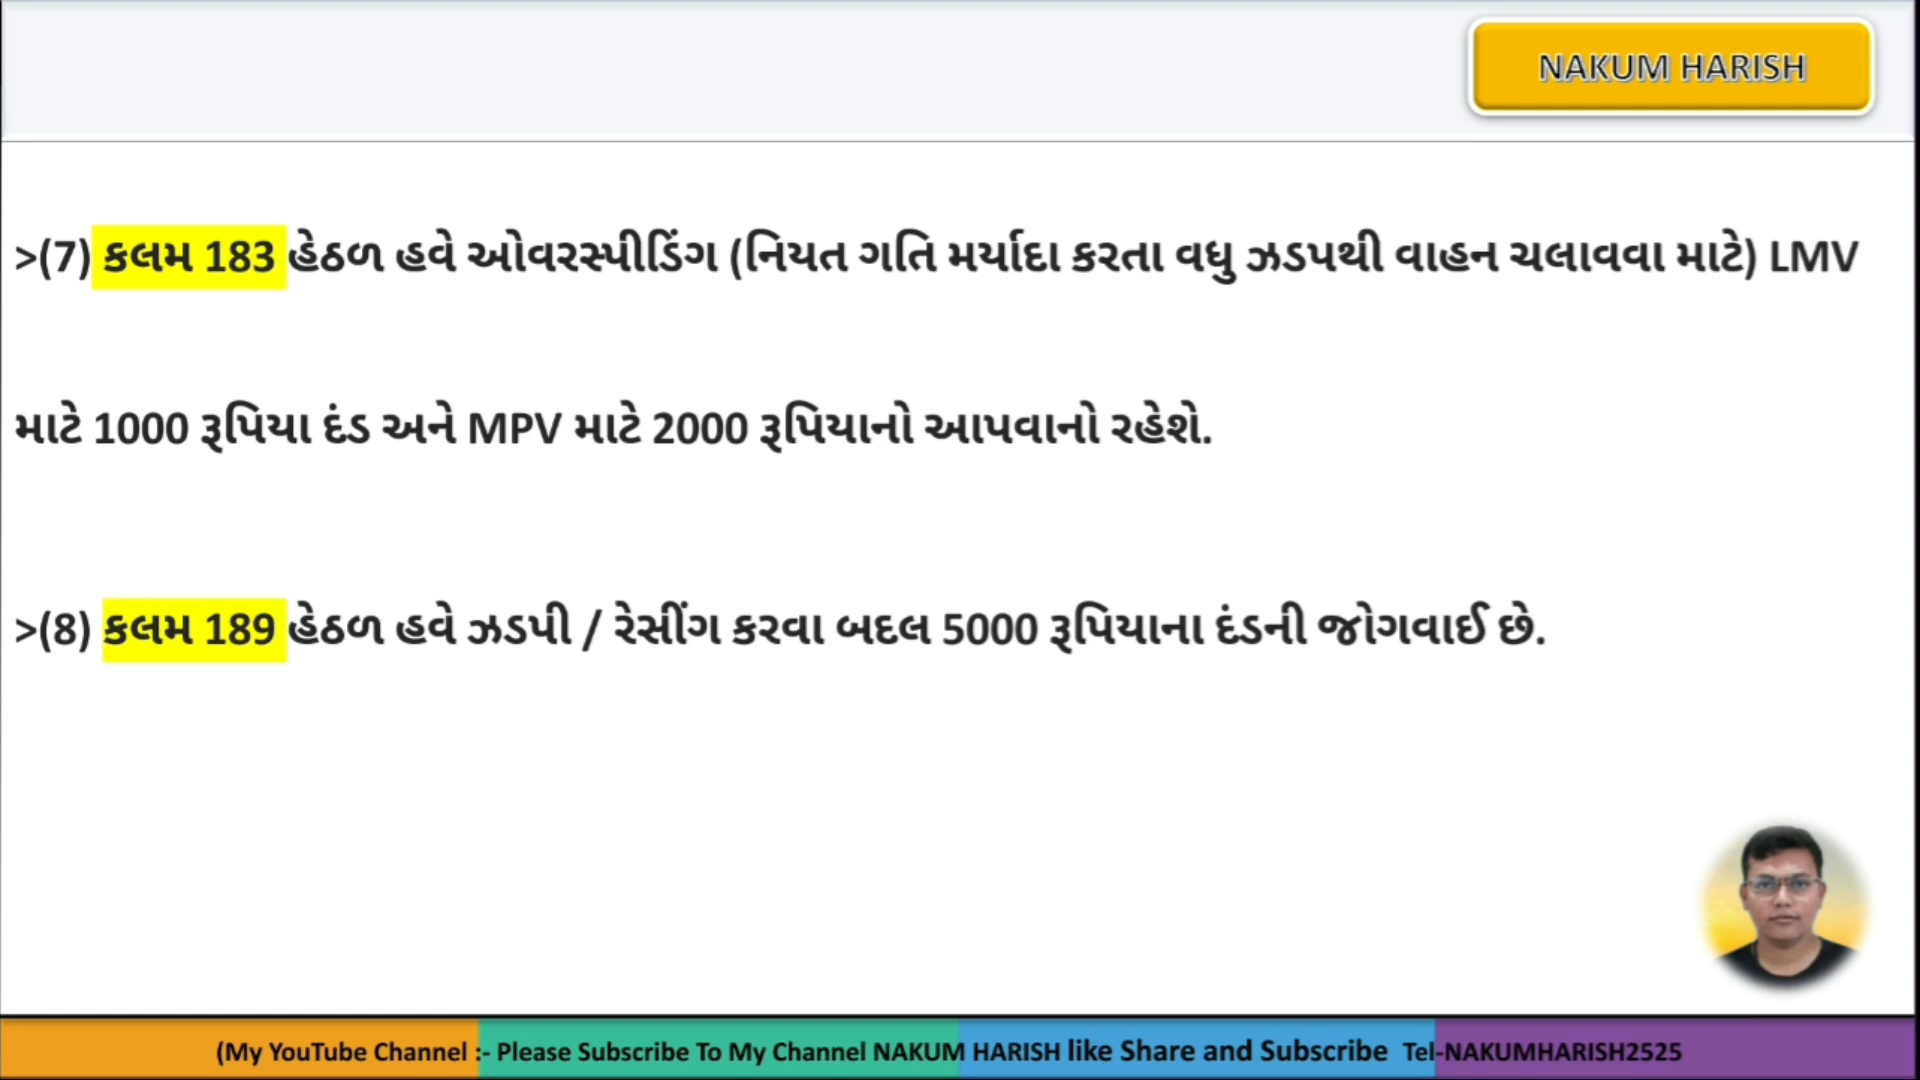 NAKUM HARISH
>(7) કલમ 183 હેઠળ હવે ઓવરસ્પીડિંગ (નિયત ગતિ મર્યાદા કરતા વધુ ઝડપથી વાહન ચલાવવા માટે) LMV
માટે 1000 રૂપિયા દંડ અને MPV માટે 2000 રૂપિયાનો આપવાનો રહેશે.
>(8) કલમ 189 હેઠળ હવે ઝડપી / રેસીંગ કરવા બદલ 5000 રૂપિયાના દંડની જોગવાઈ છે.
(My YouTube Channel :- Please Subscribe To My Channel NAKUM HARISH like Share and Subscribe Tel-NAKUMHARISH2525